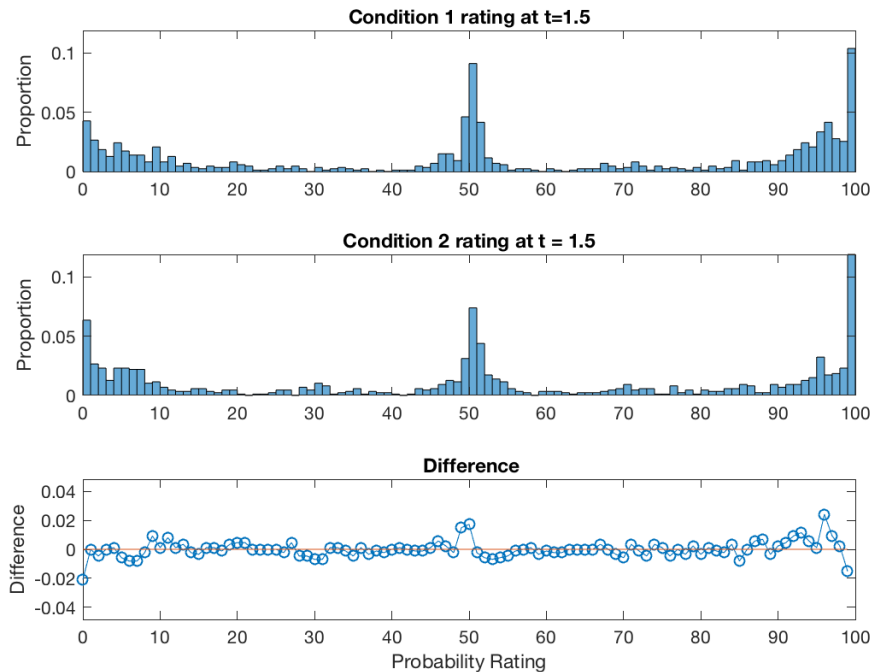 Condition 1 rating at t=1.5
Proportion
0.1
0.05
0
0 10 20 30 40 50 60 70 80 90 100
Condition 2 rating at t = 1.5
Proportion
0.1
0.05
0
0 10 20 30 40 50 60 70 80 90 100
Difference
Difference
0.04
0.02
0
-0.02
-0.04
0 10 20 30 40 50 60 70 80 90 100
Probability Rating